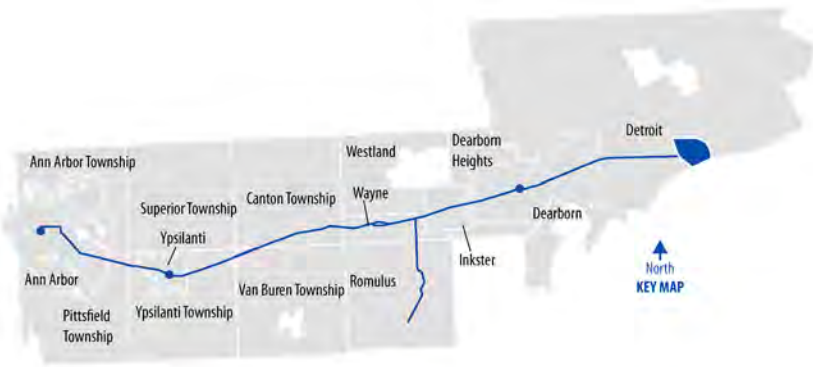 Detroit
Dearborn
Heights
Westland
Ann Arbor Township
Canton Township
Wayne
Superior Township
Dearborn
Ypsilanti
Inkster
North
KEY MAP
Ann Arbor
Van Buren Township
Romulus
Pittsfield
Township
Ypsilanti Township